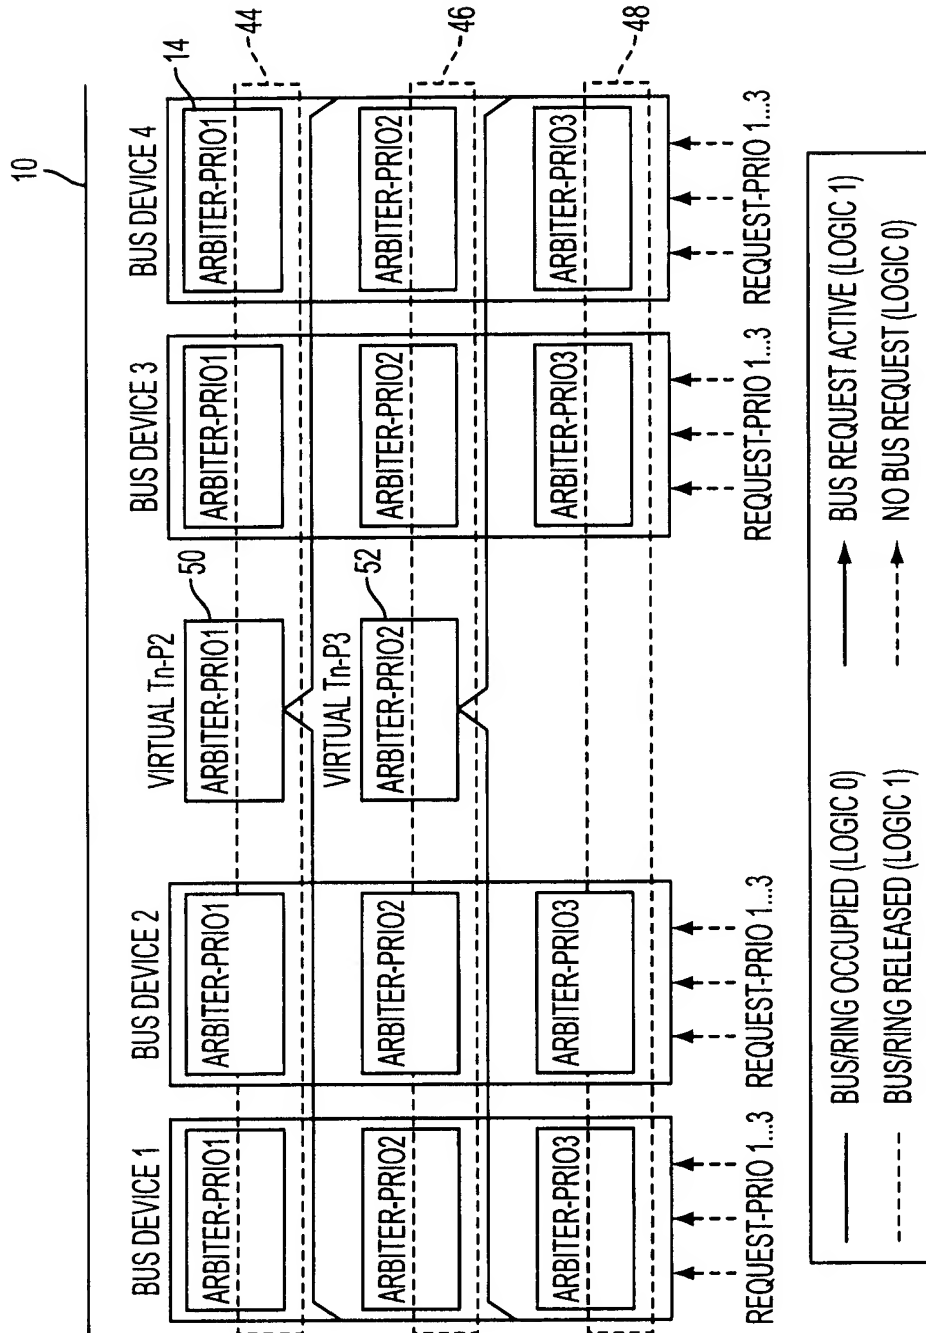 10
BUS DEVICE 1
BUS DEVICE 2
VIRTUAL Tn-P2
BUS DEVICE 3
BUS DEVICE 4
14
44
ARBITER-PRIO1
ARBITER-PRIO1
ARBITER-PRIO1
50
ARBITER-PRIO1
ARBITER-PRIO1
VIRTUAL Tn-P3
46
ARBITER-PRIO2
ARBITER-PRIO2
ARBITER-PRIO2
52
ARBITER-PRIO2
ARBITER-PRIO2
48
ARBITER-PRIO3
ARBITER-PRIO3
ARBITER-PRIO3
ARBITER-PRIO3
REQUEST-PRIO 1...3
REQUEST-PRIO 1...3
REQUEST-PRIO 1...3
REQUEST-PRIO 1...3
BUS/RING OCCUPIED (LOGIC 0)
BUS REQUEST ACTIVE (LOGIC 1)
BUS/RING RELEASED (LOGIC 1)
NO BUS REQUEST (LOGIC 0)